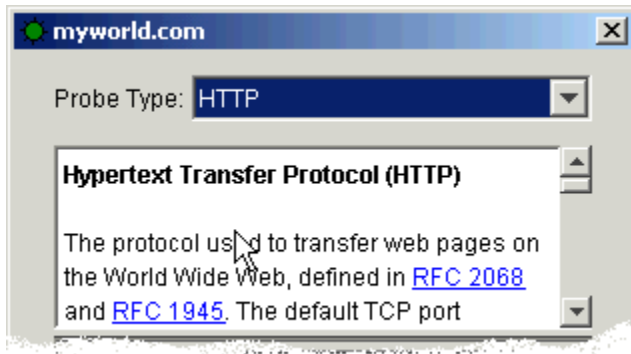 myworld.com
Probe Type: HTTP
Hypertext Transfer Protocol (HTTP)
The protocol used to transfer web pages on
the World Wide Web, defined in RFC 2068
and RFC 1945. The default TCP port